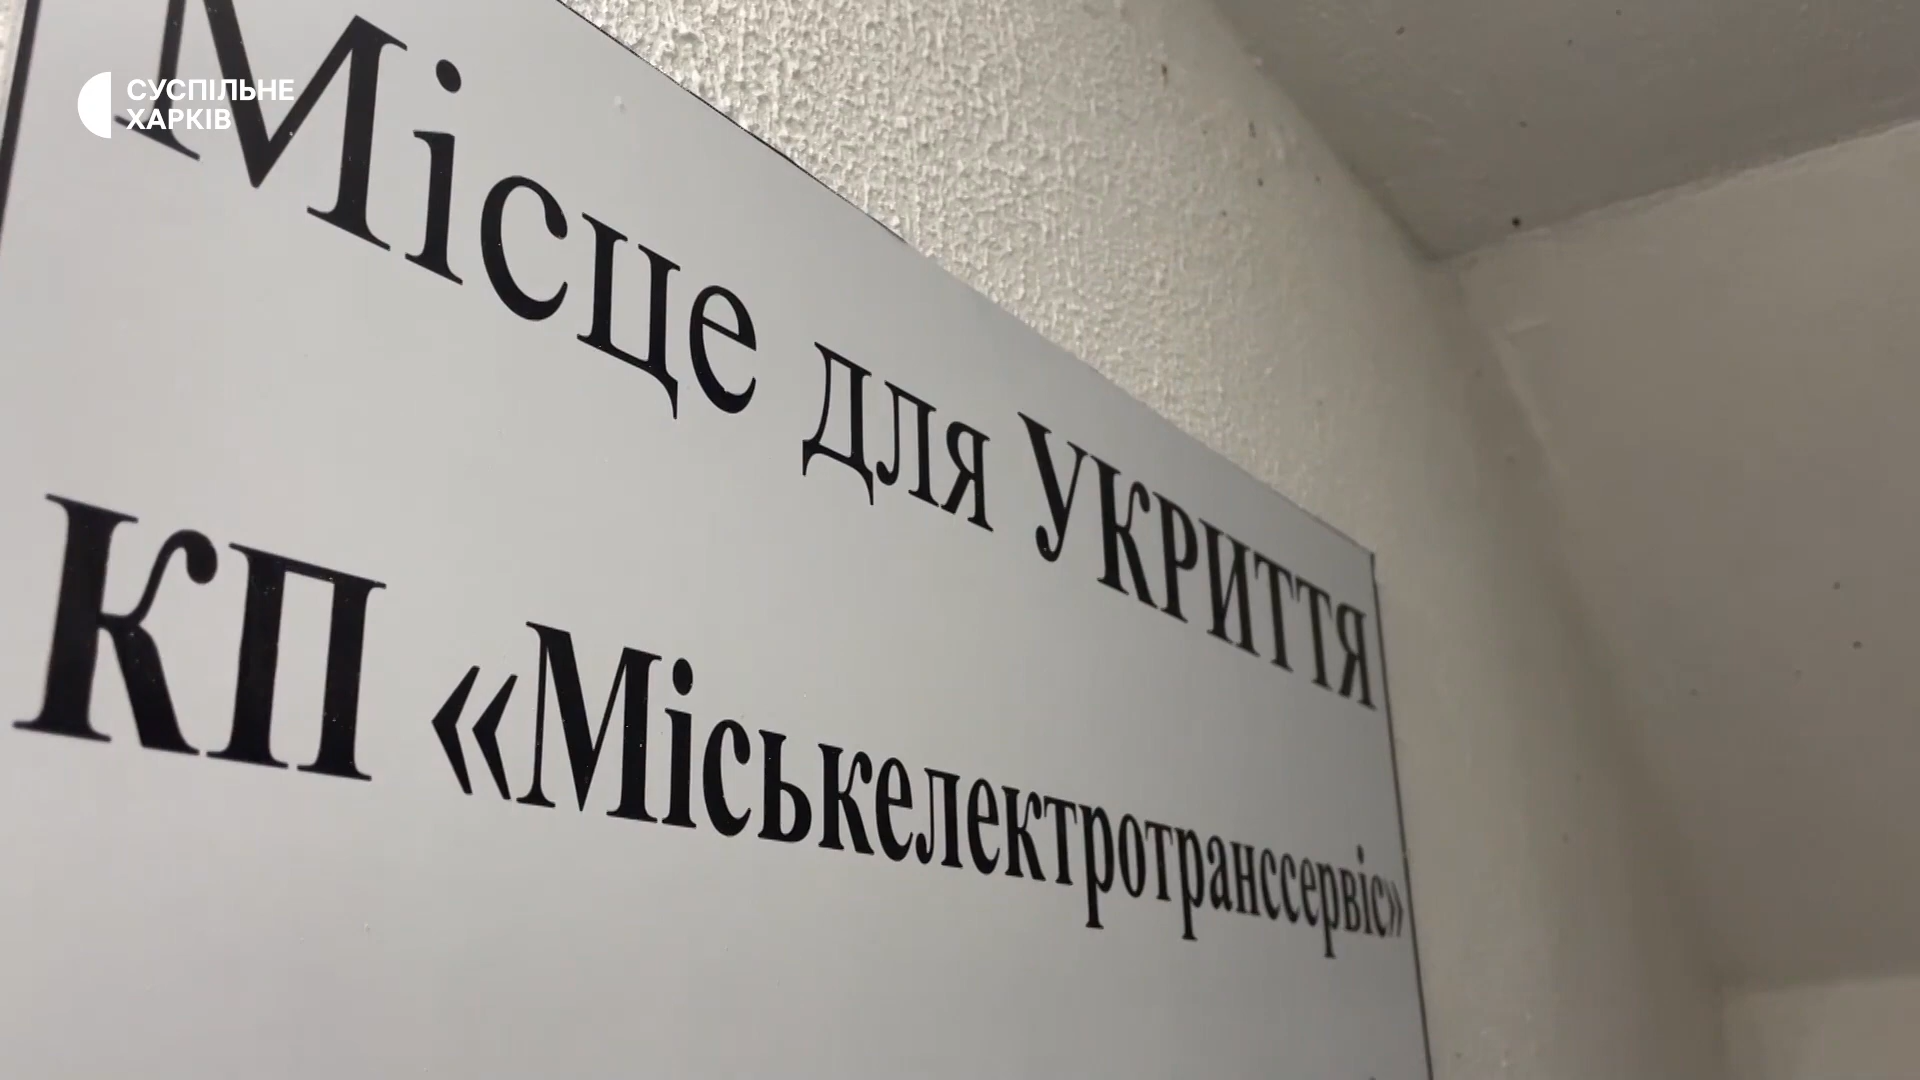 СУСПІЛЬНЕ
ХАРКІВ
Місце для УКРИТТЯ
КП «Міськелектротранссервіс»